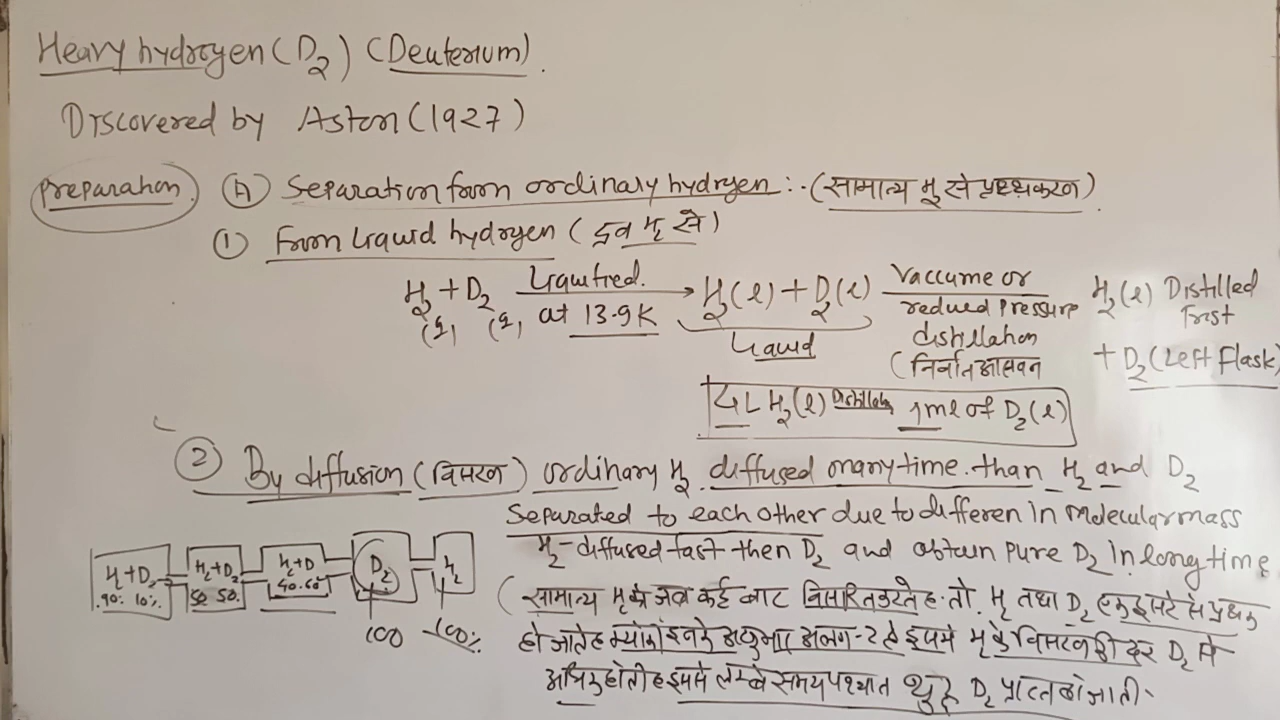 Heavy hydrogen (D₂) (Deuterium).
Discovered by Aston (1927)
Preparation (A) Separation from ordinary hydrogen :- (सामान्य H₂ से पृथ्थकरन)
(1) From Liquid hydrogen (द्रव H₂ से)
H₂ + D₂ Liquified. H₂(l) + D₂(l) Vaccume or H₂(l) Distilled
(g) (g) at 13.9K reduced pressure First
Liquid distillation + D₂ (Left flask)
(निर्वात आसवन
4L H₂(l) Distillah 1ml of D₂(l)
(2) By diffusion (विसरन) ordinary H₂ diffused many time. than H₂ and D₂
Separated to each other due to differen in molecular mass
H₂-diffused fast then D₂ and obtain pure D₂ in long time
H₂+D₂ H₂+D₂ H₂+D D₂ H₂
90% 10% 50 50. 40.60
100 100%
(सामान्य H₂ को जब कई बाट विसरित करते ह. तो H₂ तथा D₂ एक दूसरे से प्रथक
हो जाते ह क्योकि इनके अणुभार अलग-2 है इसमे H₂ के विसरन की दर D₂ से
अधिक होती ह इसमे लम्बे समय पश्यात शुद्ध D₂ प्राप्त हो जाती.